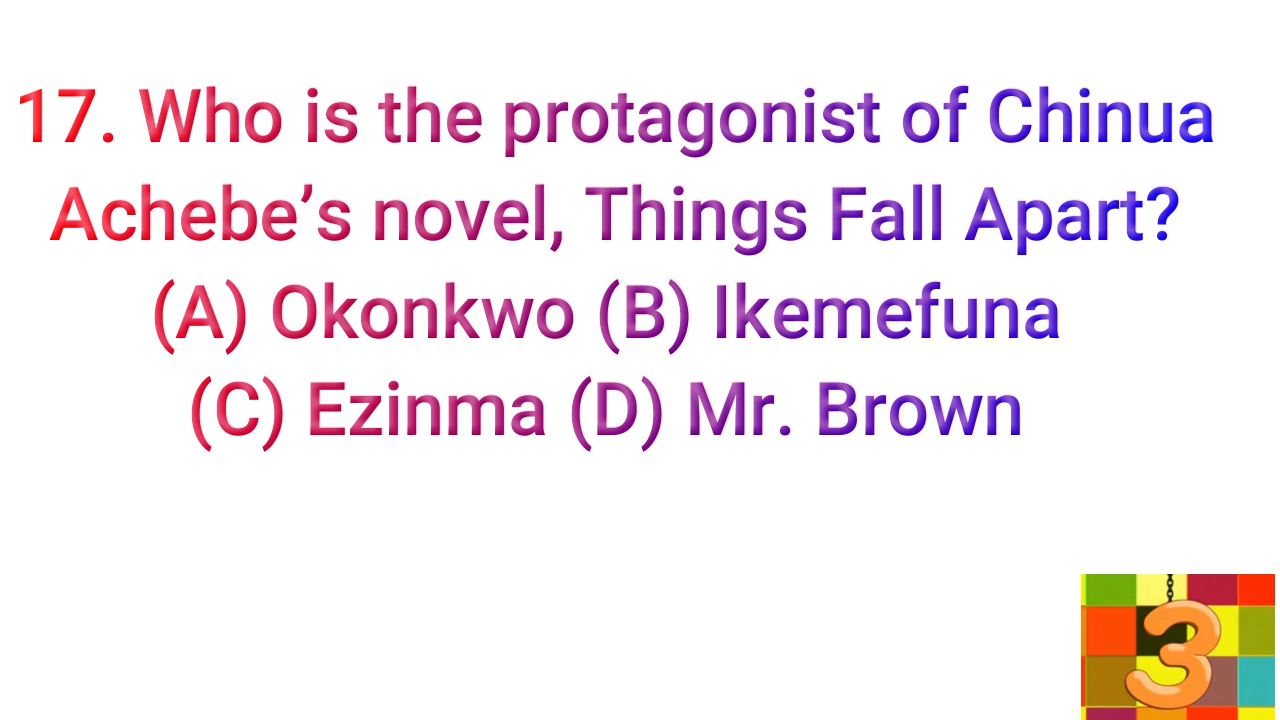 17. Who is the protagonist of Chinua
Achebe’s novel, Things Fall Apart?
(A) Okonkwo (B) Ikemefuna
(C) Ezinma (D) Mr. Brown
3